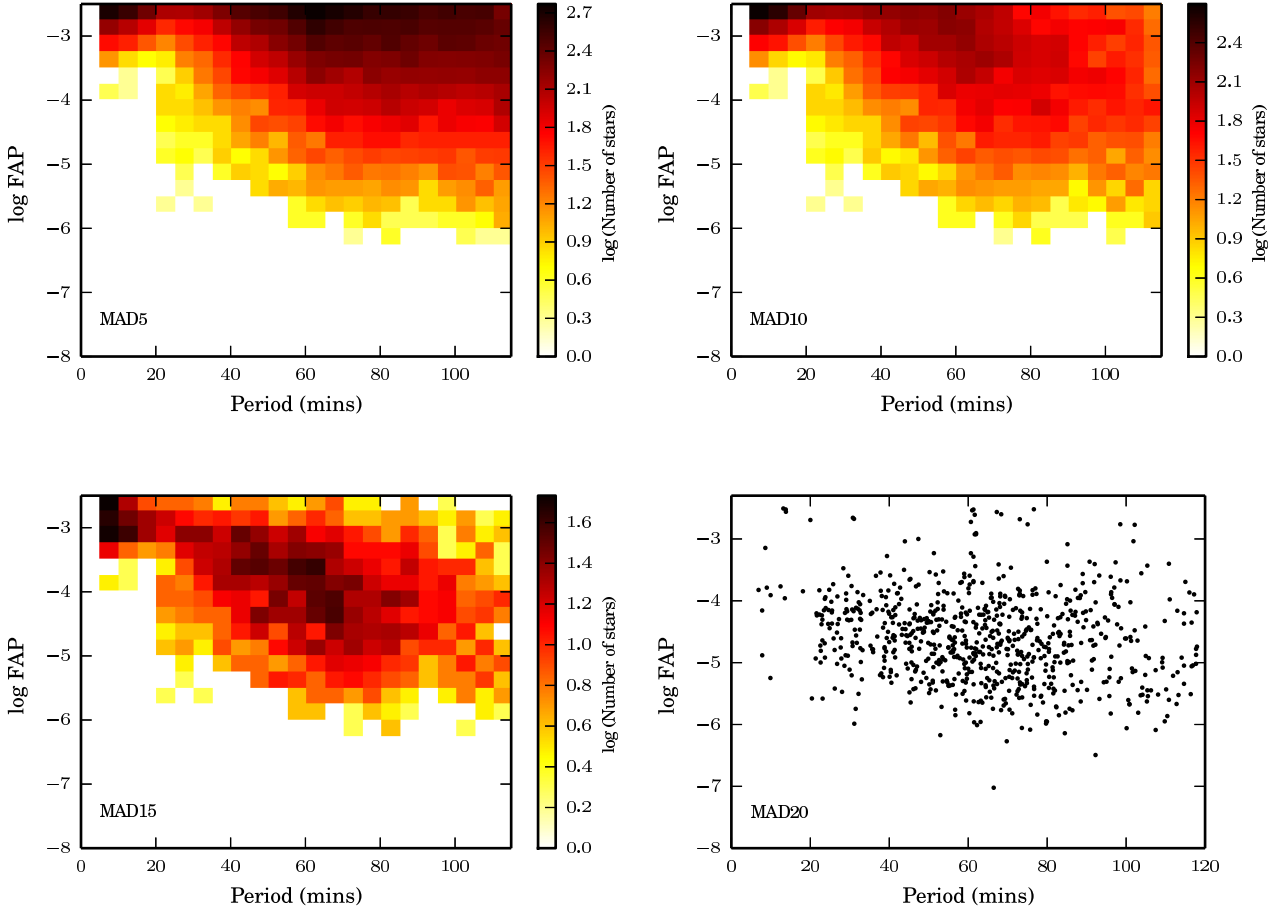 2.7
2.4
2.1
1.8
1.5
1.2
0.9
0.6
0.3
0.0
log (Number of stars)
−3
−4
−5
−6
−7
−8
log FAP
MAD5
0 20 40 60 80 100
Period (mins)
2.4
2.1
1.8
1.5
1.2
0.9
0.6
0.3
0.0
log (Number of stars)
−3
−4
−5
−6
−7
−8
log FAP
MAD10
0 20 40 60 80 100
Period (mins)
1.6
1.4
1.2
1.0
0.8
0.6
0.4
0.2
0.0
log (Number of stars)
−3
−4
−5
−6
−7
−8
log FAP
MAD15
0 20 40 60 80 100
Period (mins)
−3
−4
−5
−6
−7
−8
log FAP
MAD20
0 20 40 60 80 100 120
Period (mins)